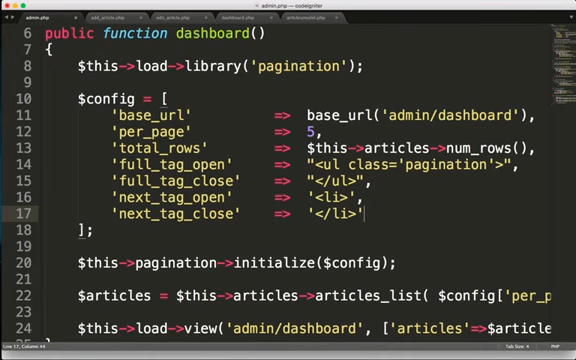 admin.php — codeigniter
admin.php add_article.php edit_article.php dashboard.php articlesmodel.php
6 public function dashboard()
7 {
8 $this->load->library('pagination');
9
10 $config = [
11 'base_url' => base_url('admin/dashboard'),
12 'per_page' => 5,
13 'total_rows' => $this->articles->num_rows(),
14 'full_tag_open' => "<ul class='pagination'>",
15 'full_tag_close' => "</ul>",
16 'next_tag_open' => '<li>',
17 'next_tag_close' => '</li>'
18 ];
19
20 $this->pagination->initialize($config);
21
22 $articles = $this->articles->articles_list( $config['per_p
23
24 $this->load->view('admin/dashboard', ['articles'=>$article
Line 17, Column 44 Tab Size: 4 PHP